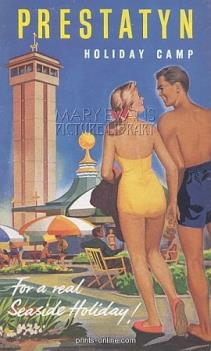 PRESTATYN
HOLIDAY CAMP
MARY EVANS
PICTURE LIBRARY
For a real
Seaside Holiday!
prints-online.com